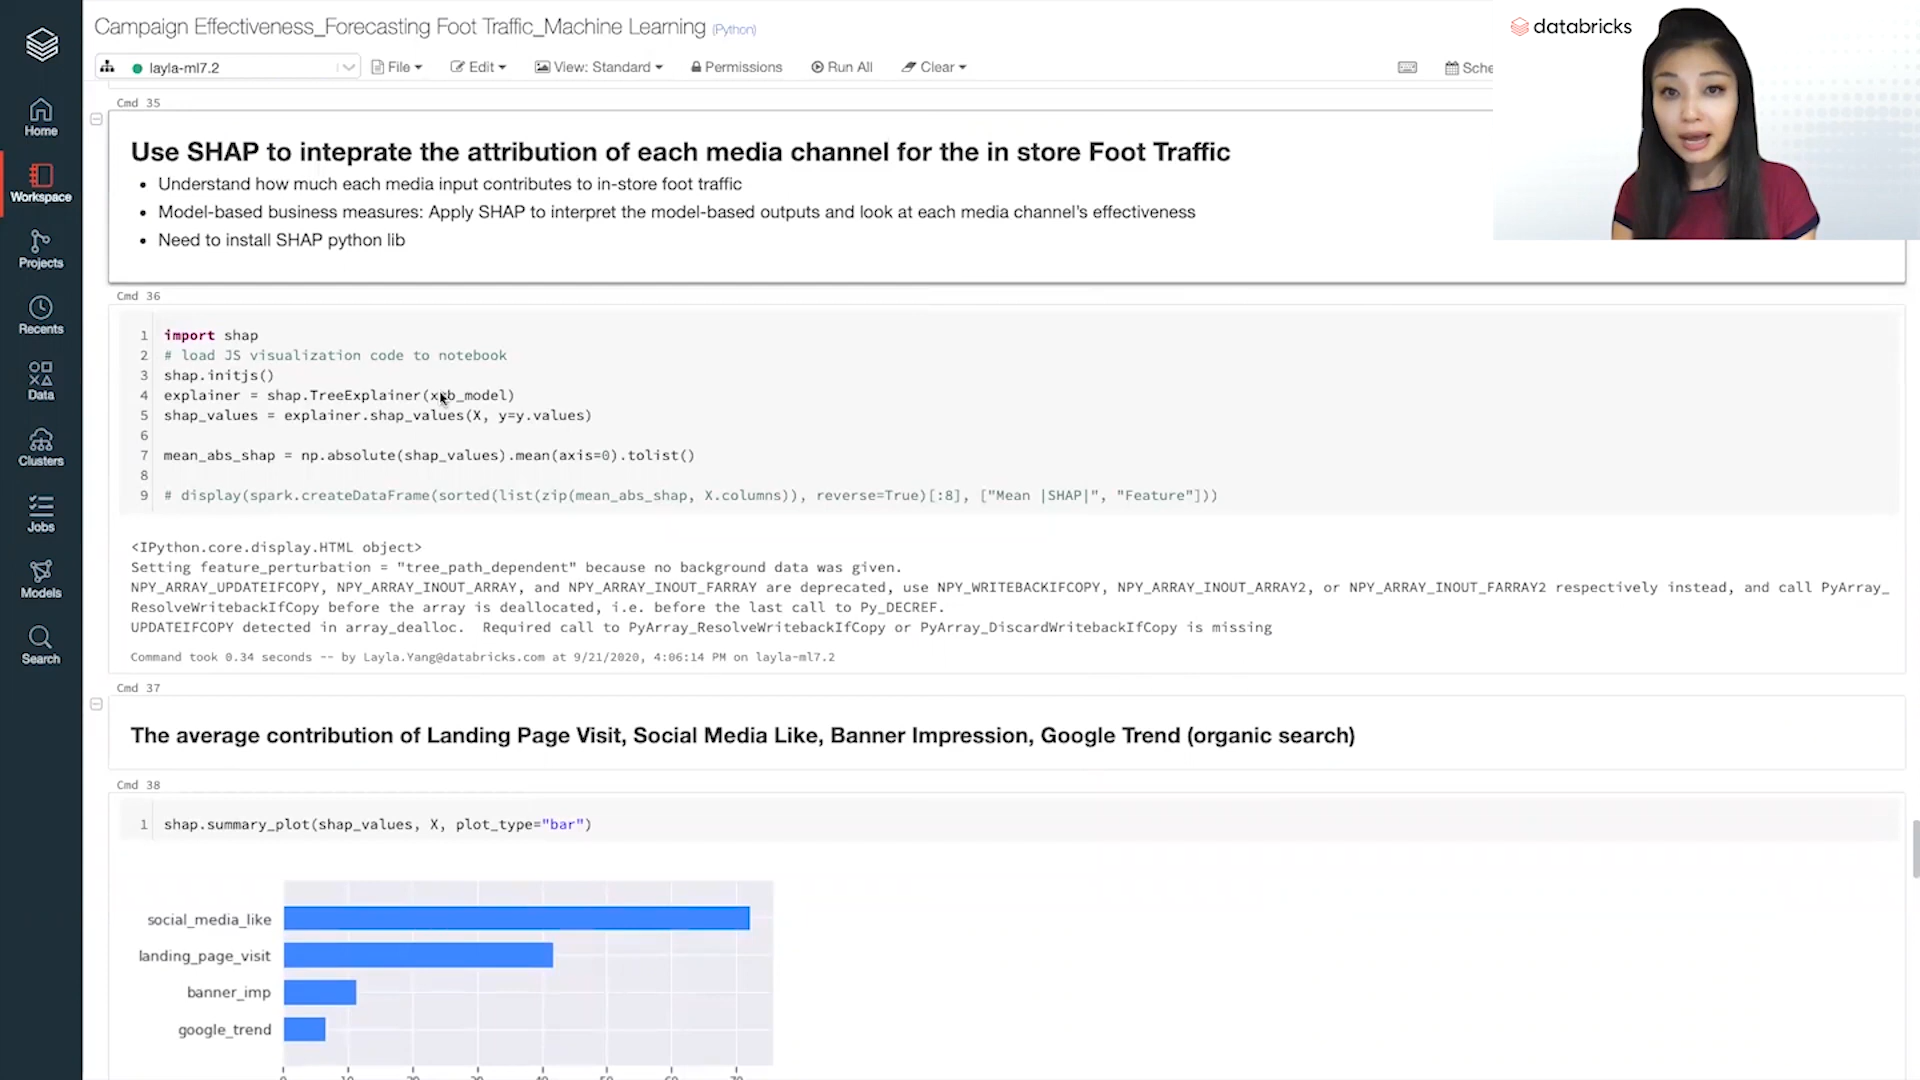 Campaign Effectiveness_Forecasting Foot Traffic_Machine Learning (Python)
databricks
layla-ml7.2
File
Edit
View: Standard
Permissions
Run All
Clear
Sche
Home
Workspace
Projects
Recents
Data
Clusters
Jobs
Models
Search
Cmd 35
Use SHAP to inteprate the attribution of each media channel for the in store Foot Traffic
• Understand how much each media input contributes to in-store foot traffic
• Model-based business measures: Apply SHAP to interpret the model-based outputs and look at each media channel's effectiveness
• Need to install SHAP python lib
Cmd 36
1 import shap
2 # load JS visualization code to notebook
3 shap.initjs()
4 explainer = shap.TreeExplainer(xgb_model)
5 shap_values = explainer.shap_values(X, y=y.values)
6
7 mean_abs_shap = np.absolute(shap_values).mean(axis=0).tolist()
8
9 # display(spark.createDataFrame(sorted(list(zip(mean_abs_shap, X.columns)), reverse=True)[:8], ["Mean |SHAP|", "Feature"]))
<IPython.core.display.HTML object>
Setting feature_perturbation = "tree_path_dependent" because no background data was given.
NPY_ARRAY_UPDATEIFCOPY, NPY_ARRAY_INOUT_ARRAY, and NPY_ARRAY_INOUT_FARRAY are deprecated, use NPY_WRITEBACKIFCOPY, NPY_ARRAY_INOUT_ARRAY2, or NPY_ARRAY_INOUT_FARRAY2 respectively instead, and call PyArray_
ResolveWritebackIfCopy before the array is deallocated, i.e. before the last call to Py_DECREF.
UPDATEIFCOPY detected in array_dealloc.  Required call to PyArray_ResolveWritebackIfCopy or PyArray_DiscardWritebackIfCopy is missing
Command took 0.34 seconds -- by Layla.Yang@databricks.com at 9/21/2020, 4:06:14 PM on layla-ml7.2
Cmd 37
The average contribution of Landing Page Visit, Social Media Like, Banner Impression, Google Trend (organic search)
Cmd 38
1 shap.summary_plot(shap_values, X, plot_type="bar")
social_media_like
landing_page_visit
banner_imp
google_trend